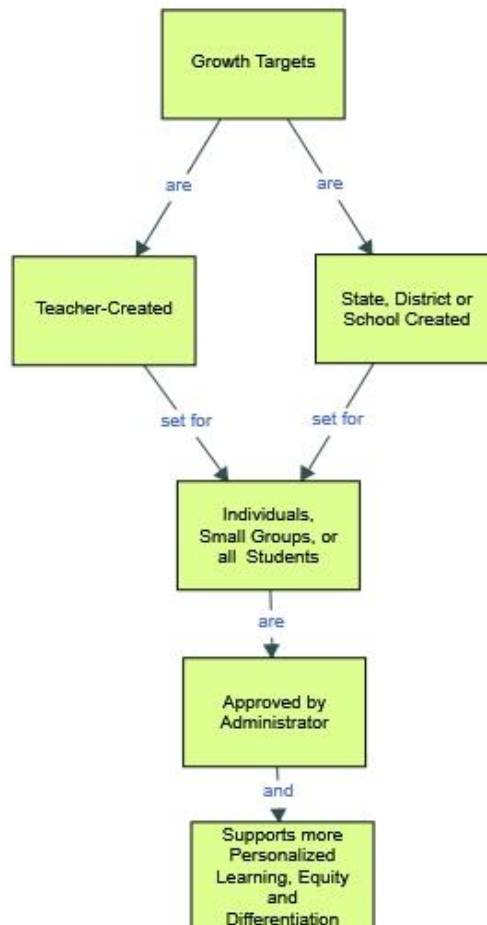 Growth Targets
are
are
Teacher-Created
State, District or
School Created
set for
set for
Individuals,
Small Groups, or
all Students
are
Approved by
Administrator
and
Supports more
Personalized
Learning, Equity
and
Differentiation